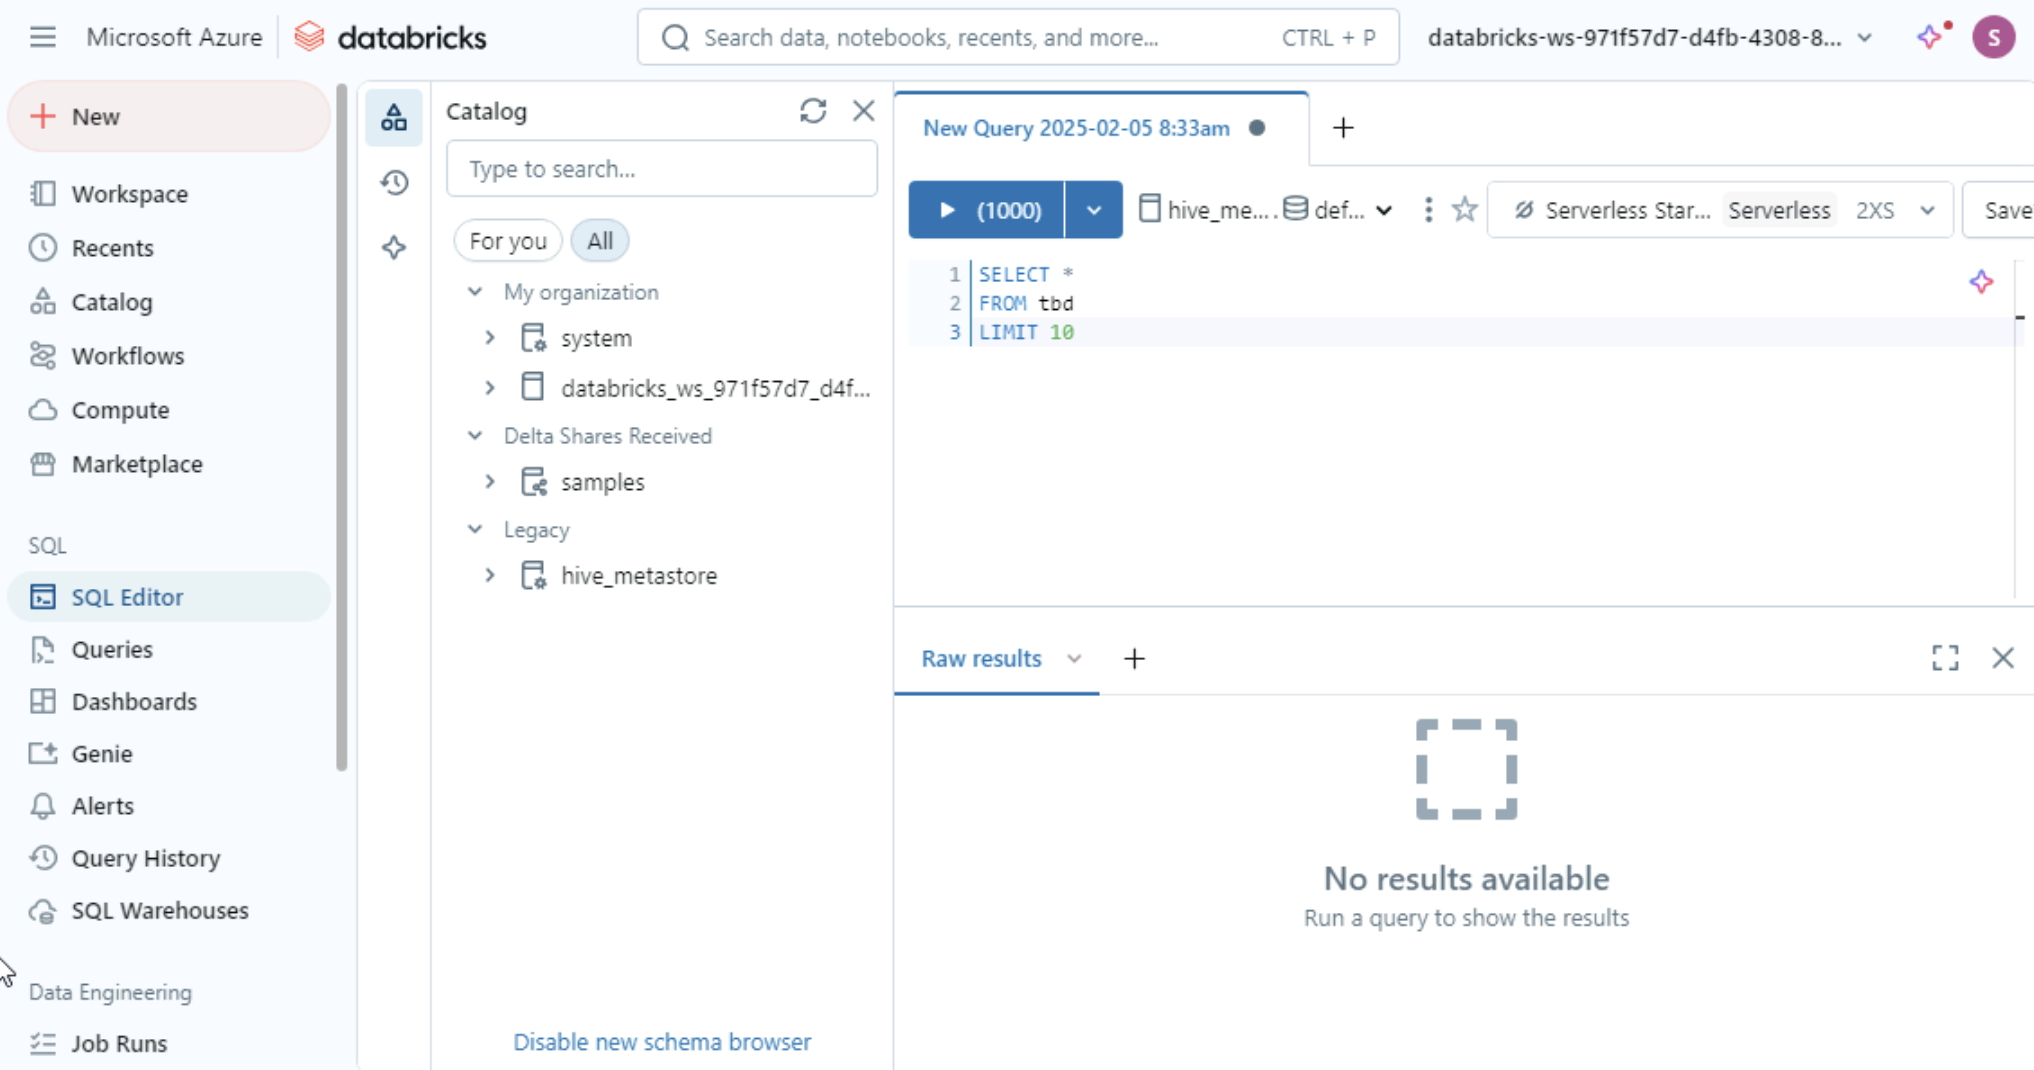 Microsoft Azure
databricks
Search data, notebooks, recents, and more...
CTRL + P
databricks-ws-971f57d7-d4fb-4308-8...
S
New
Workspace
Recents
Catalog
Workflows
Compute
Marketplace
SQL
SQL Editor
Queries
Dashboards
Genie
Alerts
Query History
SQL Warehouses
Data Engineering
Job Runs
Catalog
Type to search...
For you
All
My organization
system
databricks_ws_971f57d7_d4f...
Delta Shares Received
samples
Legacy
hive_metastore
Disable new schema browser
New Query 2025-02-05 8:33am
(1000)
hive_me....
def...
Serverless Star...
Serverless
2XS
Save
1 SELECT *
2 FROM tbd
3 LIMIT 10
Raw results
No results available
Run a query to show the results